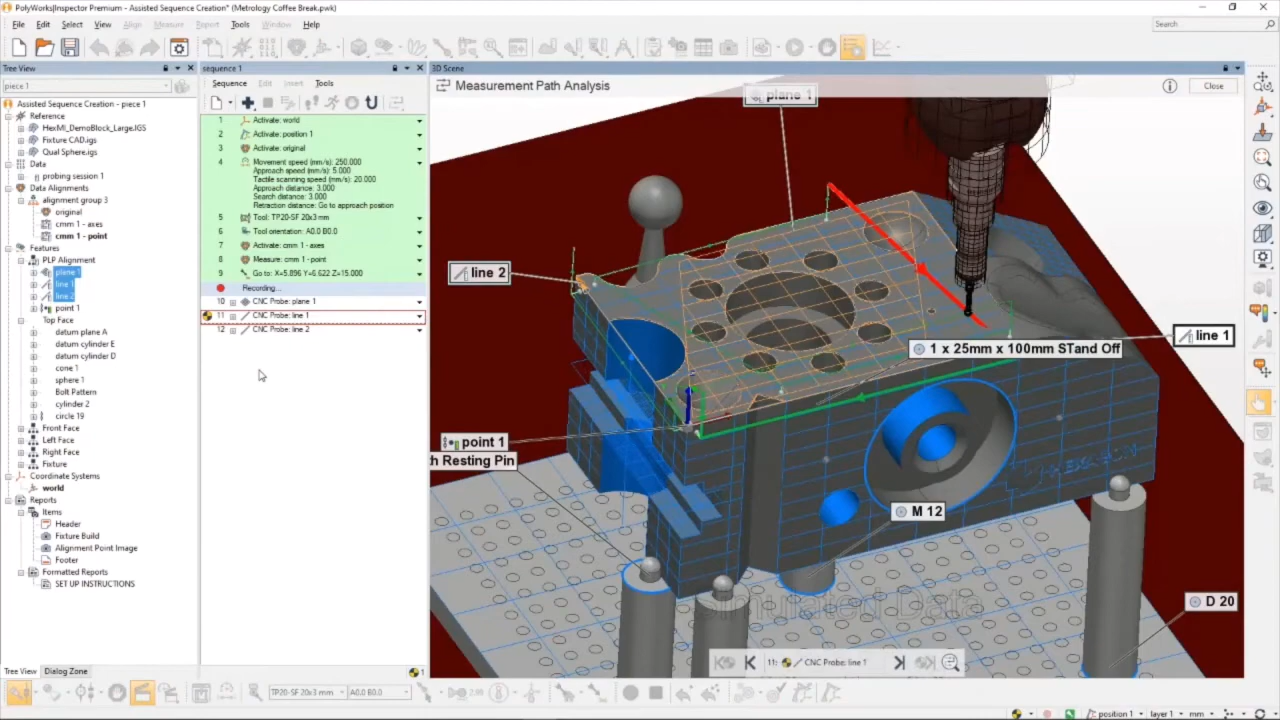 PolyWorks|Inspector Premium - Assisted Sequence Creation* (Metrology Coffee Break.pwk)
File Edit Select View Align Measure Report Tools Window Help
Search
Tree View
sequence 1
3D Scene
piece 1
Sequence Edit Insert Tools
Measurement Path Analysis
Close
Assisted Sequence Creation - piece 1
Reference
HexMI_DemoBlock_Large.IGS
Fixture CAD.igs
Qual Sphere.igs
Data
probing session 1
Data Alignments
alignment group 3
original
cmm 1 - axes
cmm 1 - point
Features
PLP Alignment
plane 1
line 1
line 2
point 1
Top Face
datum plane A
datum cylinder E
datum cylinder D
cone 1
sphere 1
Bolt Pattern
cylinder 2
circle 19
Front Face
Left Face
Right Face
Fixture
Coordinate Systems
world
Reports
Items
Header
Fixture Build
Alignment Point Image
Footer
Formatted Reports
SET UP INSTRUCTIONS
1 Activate: world
2 Activate: position 1
3 Activate: original
4 Movement speed (mm/s): 250.000
Approach speed (mm/s): 5.000
Tactile scanning speed (mm/s): 20.000
Approach distance: 3.000
Search distance: 3.000
Retraction distance: Go to approach position
5 Tool: TP20-SF 20x3 mm
6 Tool orientation: A0.0 B0.0
7 Activate: cmm 1 - axes
8 Measure: cmm 1 - point
9 Go to: X=5.896 Y=6.622 Z=15.000
Recording...
10 CNC Probe: plane 1
11 CNC Probe: line 1
12 CNC Probe: line 2
plane 1
line 2
line 1
1 x 25mm x 100mm STand Off
point 1
h Resting Pin
HEXAGON
M 12
D 20
Simulated Data
11: CNC Probe: line 1
Tree View Dialog Zone
1
TP20-SF 20x3 mm A0.0 B0.0
position 1 layer 1 mm